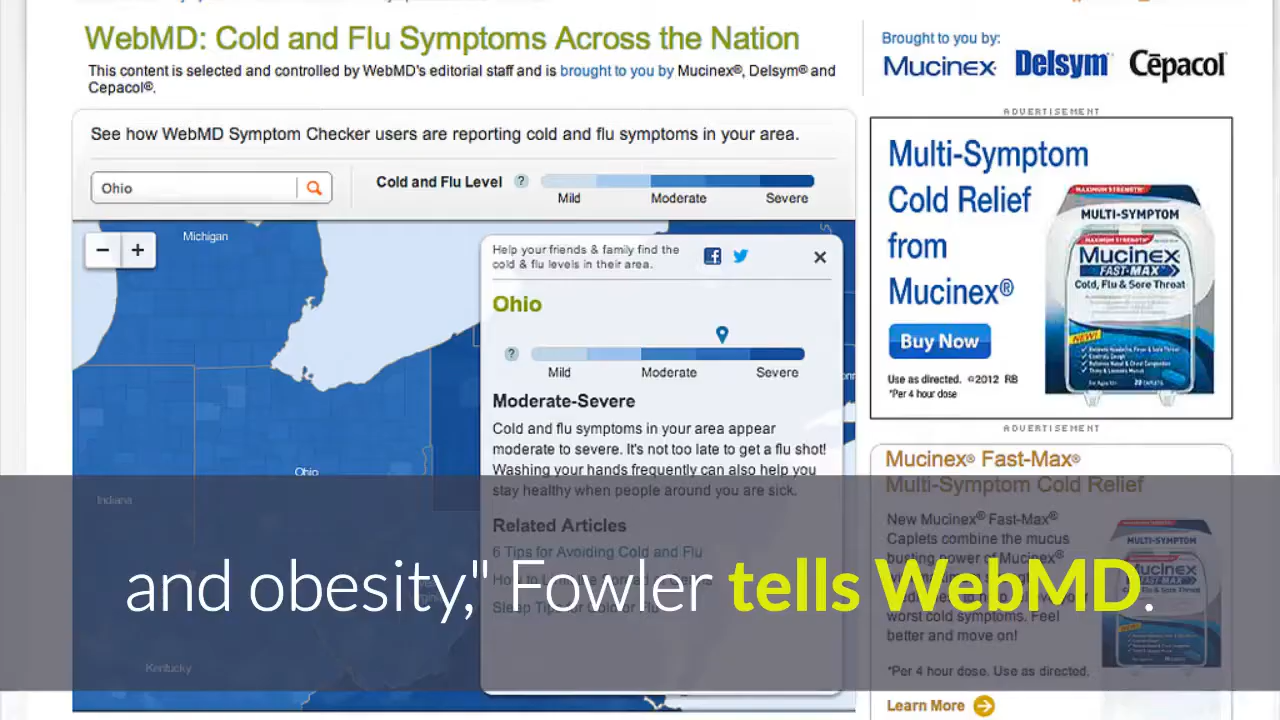 WebMD: Cold and Flu Symptoms Across the Nation
This content is selected and controlled by WebMD's editorial staff and is brought to you by Mucinex®, Delsym® and
Cepacol®.
Brought to you by:
Mucinex® Delsym® Cēpacol®
See how WebMD Symptom Checker users are reporting cold and flu symptoms in your area.
Ohio
Cold and Flu Level ?
Mild Moderate Severe
− +
Michigan
Ohio
Indiana
Kentucky
Help your friends & family find the
cold & flu levels in their area.
Ohio
?
Mild Moderate Severe
Moderate-Severe
Cold and flu symptoms in your area appear
moderate to severe. It's not too late to get a flu shot!
Washing your hands frequently can also help you
stay healthy when people around you are sick.
Related Articles
6 Tips for Avoiding Cold and Flu
and obesity," Fowler tells WebMD.
ADVERTISEMENT
Multi-Symptom
Cold Relief
from
Mucinex®
Buy Now
Use as directed. ©2012 RB
*Per 4 hour dose
MAXIMUM STRENGTH
MULTI-SYMPTOM
MAXIMUM STRENGTH
Mucinex
FAST-MAX
Cold, Flu & Sore Throat
NEW!
ADVERTISEMENT
Mucinex® Fast-Max®
Multi-Symptom Cold Relief
New Mucinex® Fast-Max®
Caplets combine the mucus
busting power of Mucinex®
worst cold symptoms. Feel
better and move on!
*Per 4 hour dose. Use as directed.
MULTI-SYMPTOM
Mucinex
Learn More